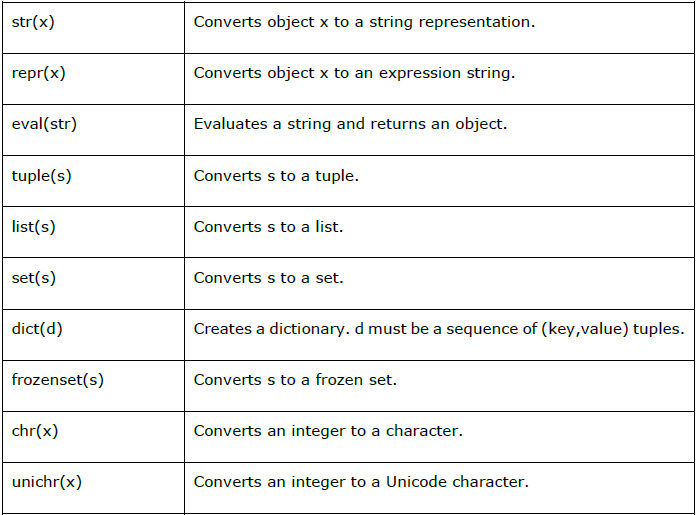 str(x) Converts object x to a string representation.
repr(x) Converts object x to an expression string.
eval(str) Evaluates a string and returns an object.
tuple(s) Converts s to a tuple.
list(s) Converts s to a list.
set(s) Converts s to a set.
dict(d) Creates a dictionary. d must be a sequence of (key,value) tuples.
frozenset(s) Converts s to a frozen set.
chr(x) Converts an integer to a character.
unichr(x) Converts an integer to a Unicode character.